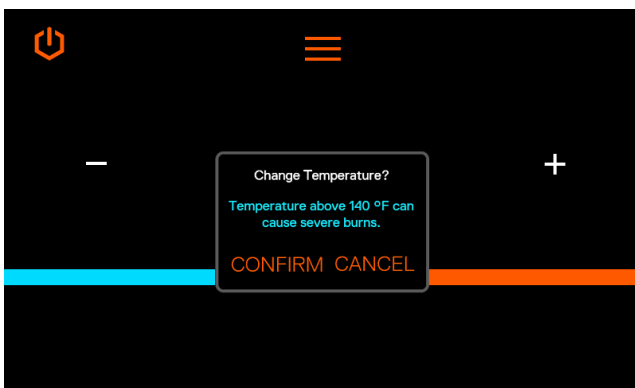 − +
Change Temperature?
Temperature above 140 °F can
cause severe burns.
CONFIRM CANCEL